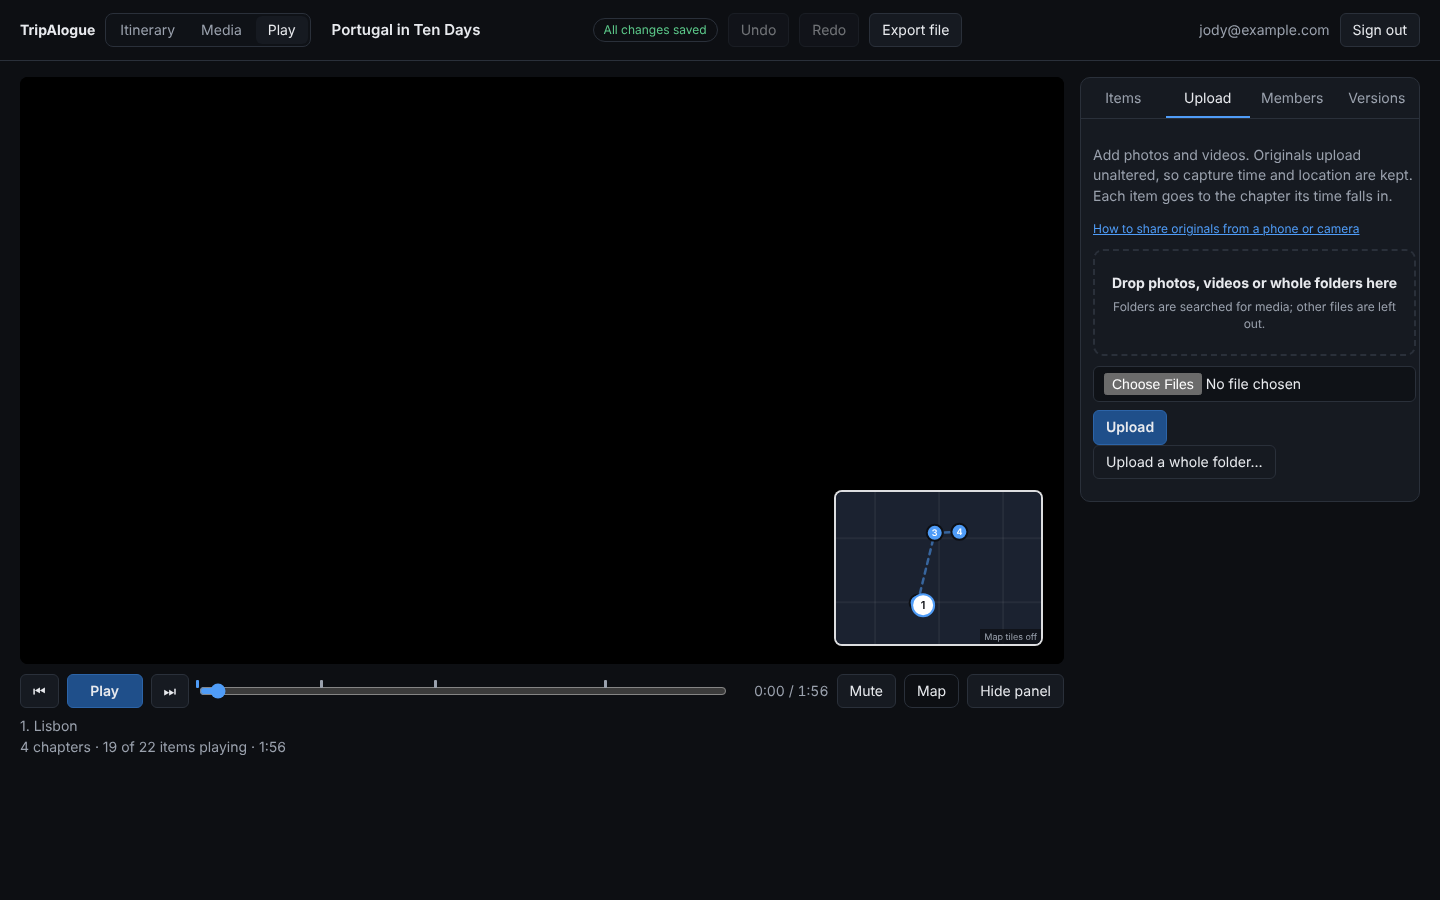 TripAlogue
Itinerary
Media
Play
Portugal in Ten Days
All changes saved
Undo
Redo
Export file
jody@example.com
Sign out
Items
Upload
Members
Versions
Add photos and videos. Originals upload
unaltered, so capture time and location are kept.
Each item goes to the chapter its time falls in.
How to share originals from a phone or camera
Drop photos, videos or whole folders here
Folders are searched for media; other files are left
out.
Choose Files No file chosen
Upload
Upload a whole folder...
3
4
1
Map tiles off
Play
0:00 / 1:56
Mute
Map
Hide panel
1. Lisbon
4 chapters · 19 of 22 items playing · 1:56